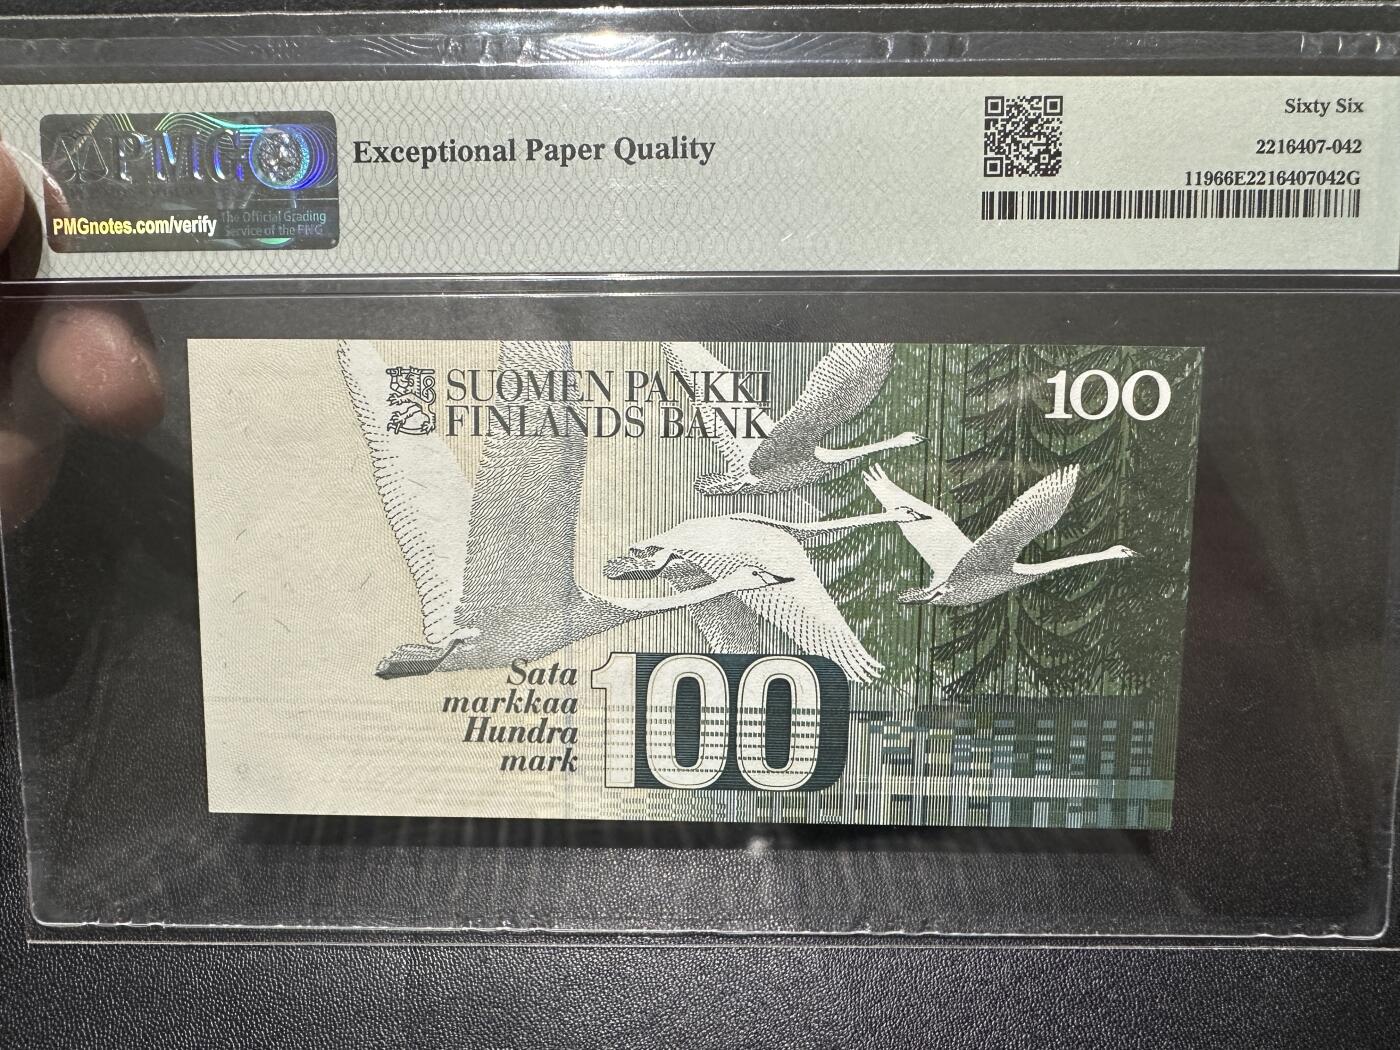 PMG
PMGnotes.com/verify
The Official Grading
Service of the PNG
Exceptional Paper Quality
Sixty Six
2216407-042
11966E2216407042G
SUOMEN PANKKI
FINLANDS BANK
100
Sata
markkaa
Hundra
mark
100